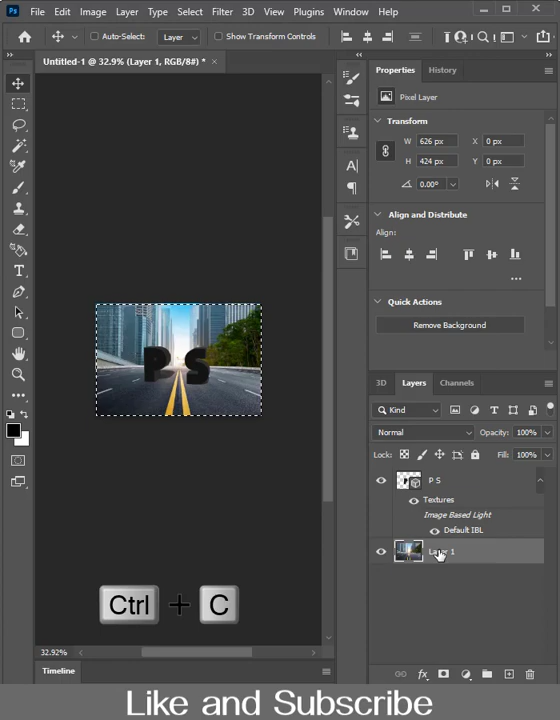 Ps File Edit Image Layer Type Select Filter 3D View Plugins Window Help
Auto-Select: Layer Show Transform Controls
Untitled-1 @ 32.9% (Layer 1, RGB/8#) * ×
Properties History
Pixel Layer
Transform
W 626 px X 0 px
H 424 px Y 0 px
0.00°
Align and Distribute
Align:
Quick Actions
Remove Background
3D Layers Channels
Kind
Normal Opacity: 100%
Lock: Fill: 100%
P S
P S
Textures
Image Based Light
Default IBL
Layer 1
Ctrl + C
32.92%
Timeline
fx
Like and Subscribe